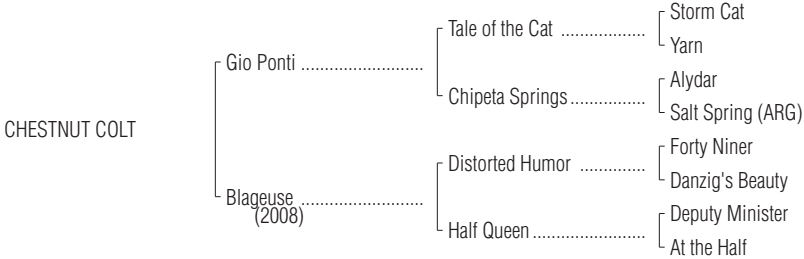 Storm Cat
Tale of the Cat ..................
Yarn
Gio Ponti ..........................
Alydar
Chipeta Springs ................
Salt Spring (ARG)
CHESTNUT COLT
Forty Niner
Distorted Humor ..............
Danzig's Beauty
Blageuse ..........................
(2008)
Deputy Minister
Half Queen ........................
At the Half